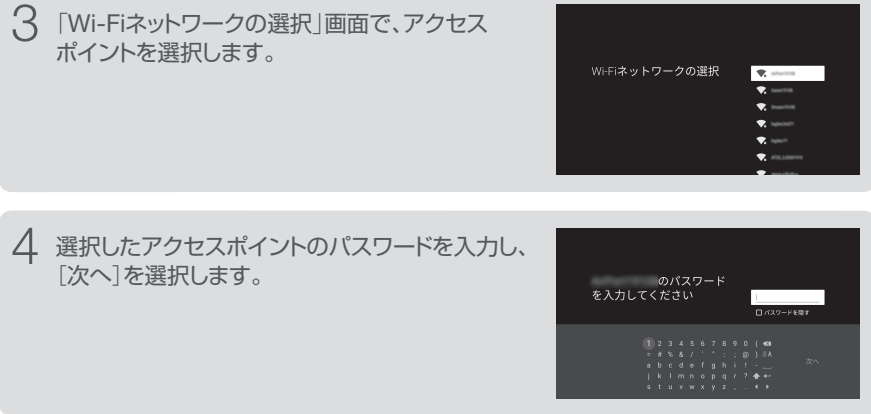 3 「Wi-Fiネットワークの選択」画面で、アクセス
ポイントを選択します。
Wi-Fiネットワークの選択
4 選択したアクセスポイントのパスワードを入力し、
［次へ］を選択します。
のパスワード
を入力してください
パスワードを隠す
1 2 3 4 5 6 7 8 9 0 (
= # % & / ' " : ; @ )
a b c d e f g h i ! -
j k l m n o p q r ?
s t u v w x y z _ .
次へ